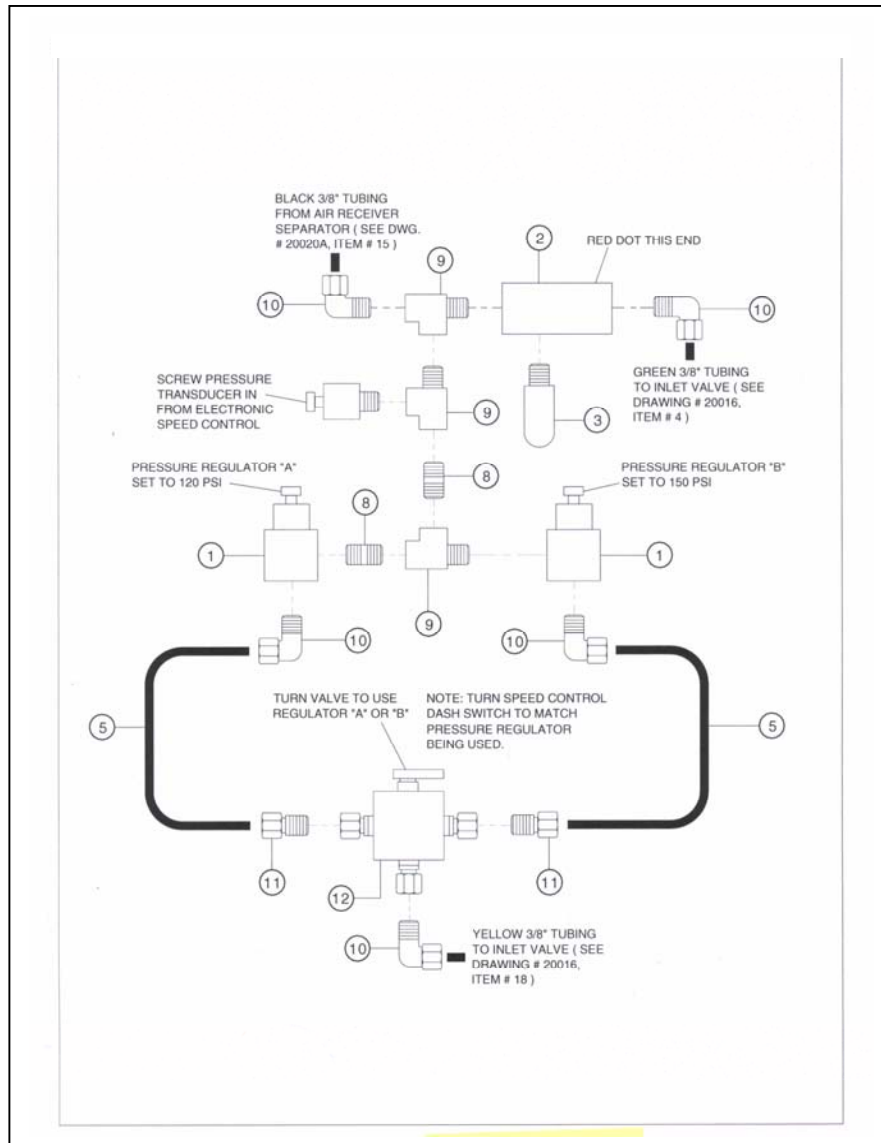 BLACK 3/8" TUBING
FROM AIR RECEIVER
SEPARATOR ( SEE DWG.
# 20020A, ITEM # 15 )
9
2
RED DOT THIS END
10
10
GREEN 3/8" TUBING
TO INLET VALVE ( SEE
DRAWING # 20016,
ITEM # 4 )
SCREW PRESSURE
TRANSDUCER IN
FROM ELECTRONIC
SPEED CONTROL
9
3
PRESSURE REGULATOR "A"
SET TO 120 PSI
8
PRESSURE REGULATOR "B"
SET TO 150 PSI
8
1
1
9
10
10
TURN VALVE TO USE
REGULATOR "A" OR "B"
NOTE: TURN SPEED CONTROL
DASH SWITCH TO MATCH
PRESSURE REGULATOR
BEING USED.
5
5
11
12
11
10
YELLOW 3/8" TUBING
TO INLET VALVE ( SEE
DRAWING # 20016,
ITEM # 18 )